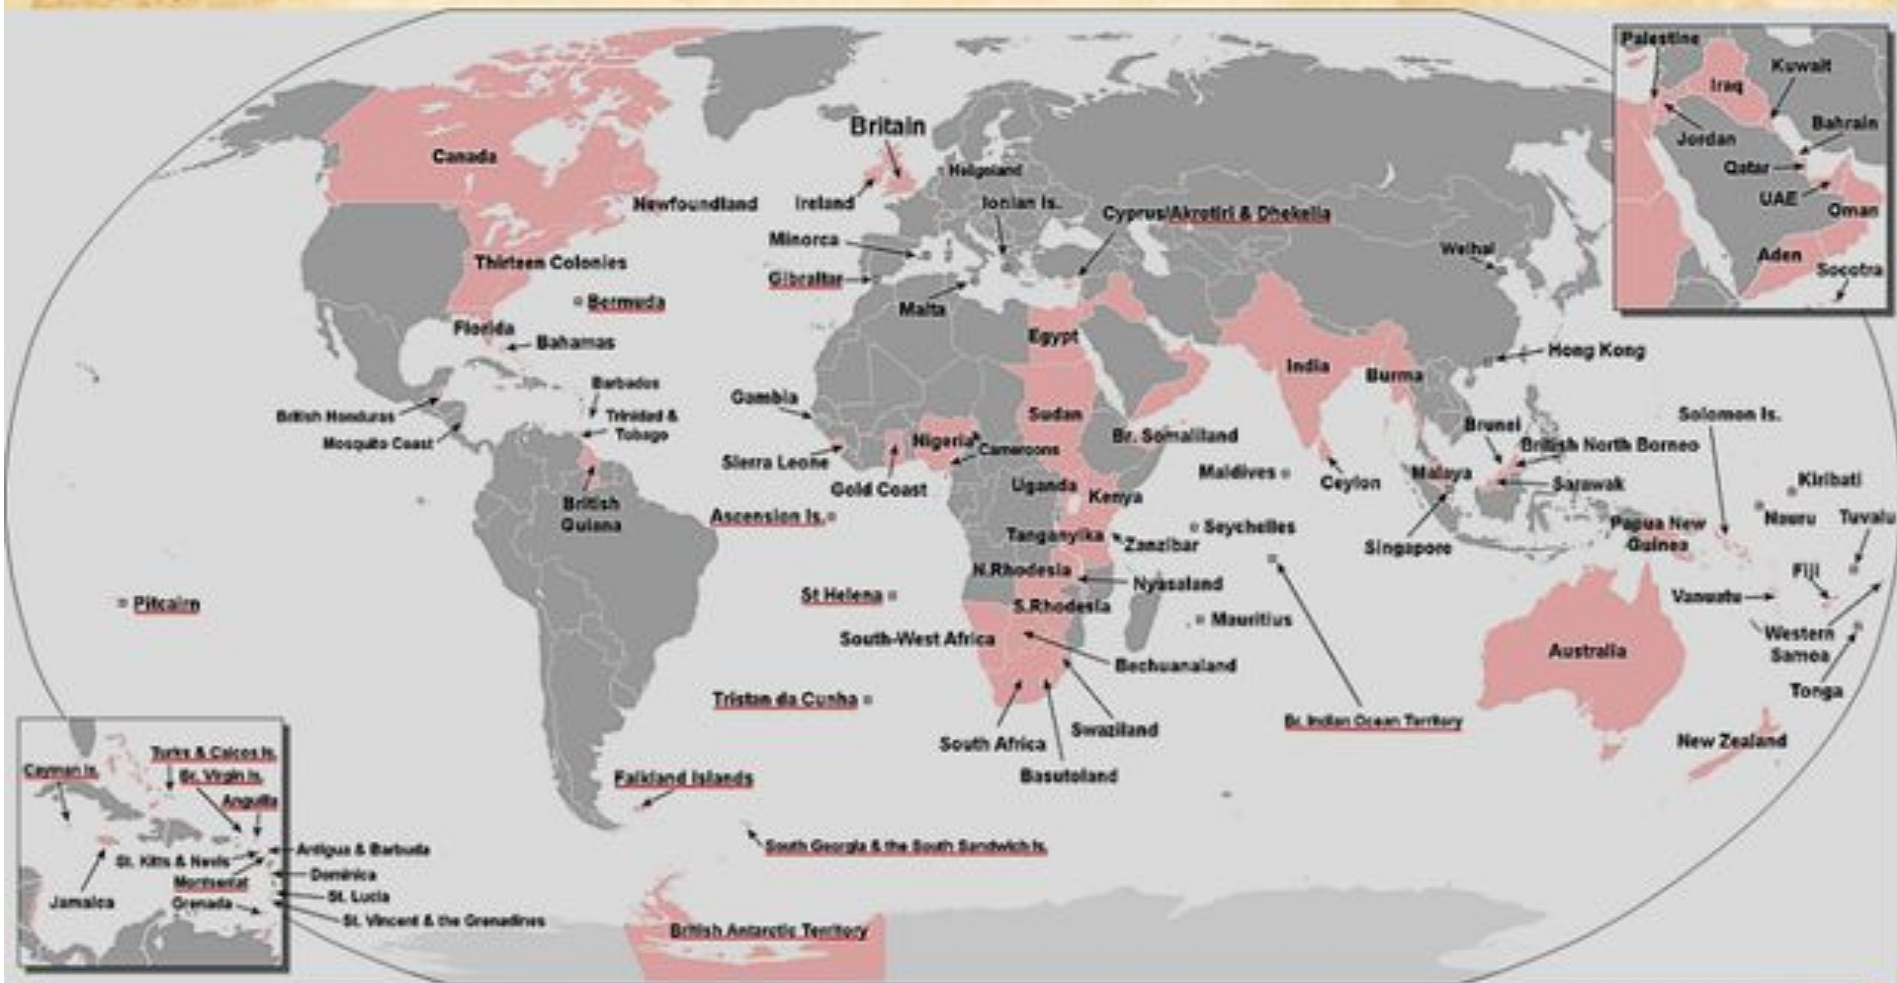 Britain
Canada
Newfoundland
Ireland
Helgoland
Ionian Is.
Cyprus/Akrotiri & Dhekelia
Minorca
Gibraltar
Malta
Weihai
Thirteen Colonies
Bermuda
Florida
Bahamas
Egypt
India
Burma
Hong Kong
Barbados
British Honduras
Trinidad &
Tobago
Mosquito Coast
Gambia
Sudan
Nigeria
Cameroons
Br. Somaliland
Sierra Leone
Gold Coast
Maldives
Ceylon
Brunei
British North Borneo
Malaya
Sarawak
Solomon Is.
Kiribati
Nauru
Tuvalu
British
Guiana
Ascension Is.
Uganda
Kenya
Tanganyika
Zanzibar
Seychelles
Singapore
Papua New
Guinea
N.Rhodesia
Nyasaland
Fiji
Pitcairn
St Helena
S.Rhodesia
Mauritius
Vanuatu
South-West Africa
Bechuanaland
Australia
Western
Samoa
Tonga
Tristan da Cunha
Br. Indian Ocean Territory
South Africa
Swaziland
Basutoland
New Zealand
Falkland Islands
South Georgia & the South Sandwich Is.
British Antarctic Territory
Palestine
Iraq
Kuwait
Jordan
Bahrain
Qatar
UAE
Oman
Aden
Socotra
Cayman Is.
Turks & Caicos Is.
Br. Virgin Is.
Anguilla
St. Kitts & Nevis
Antigua & Barbuda
Montserrat
Dominica
Jamaica
Grenada
St. Lucia
St. Vincent & the Grenadines